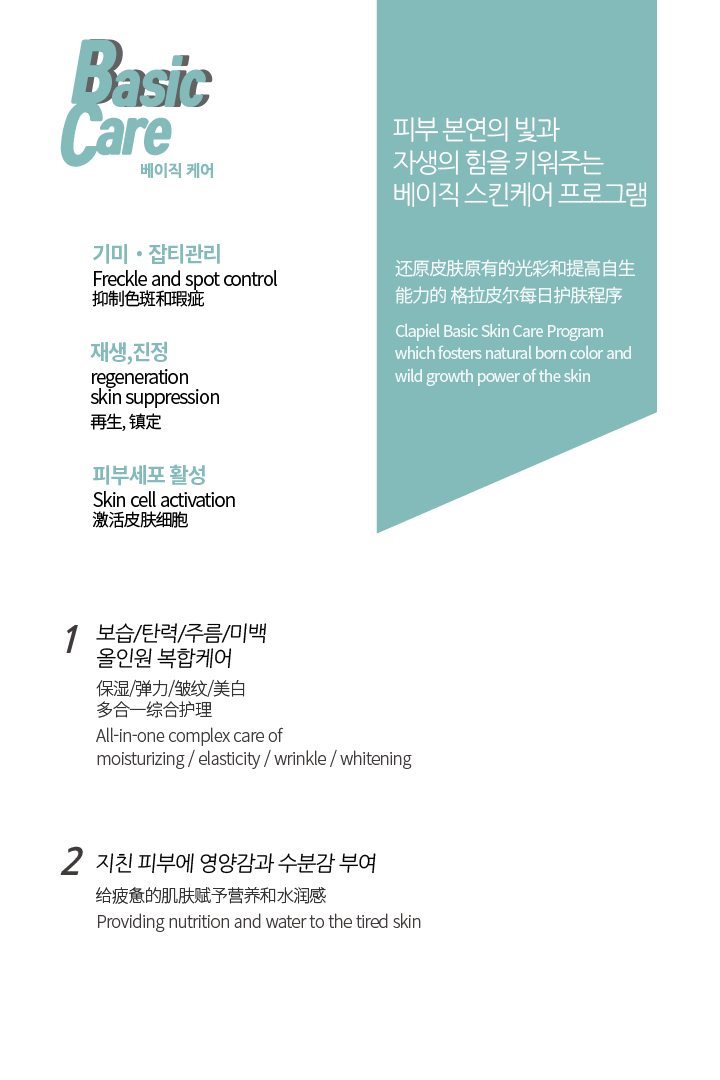 Basic
Care
베이직 케어
피부 본연의 빛과
자생의 힘을 키워주는
베이직 스킨케어 프로그램
还原皮肤原有的光彩和提高自生
能力的 格拉皮尔每日护肤程序
Clapiel Basic Skin Care Program
which fosters natural born color and
wild growth power of the skin
기미·잡티관리
Freckle and spot control
抑制色斑和瑕疵
재생,진정
regeneration
skin suppression
再生, 镇定
피부세포 활성
Skin cell activation
激活皮肤细胞
1
보습/탄력/주름/미백
올인원 복합케어
保湿/弹力/皱纹/美白
多合一综合护理
All-in-one complex care of
moisturizing / elasticity / wrinkle / whitening
2
지친 피부에 영양감과 수분감 부여
给疲惫的肌肤赋予营养和水润感
Providing nutrition and water to the tired skin